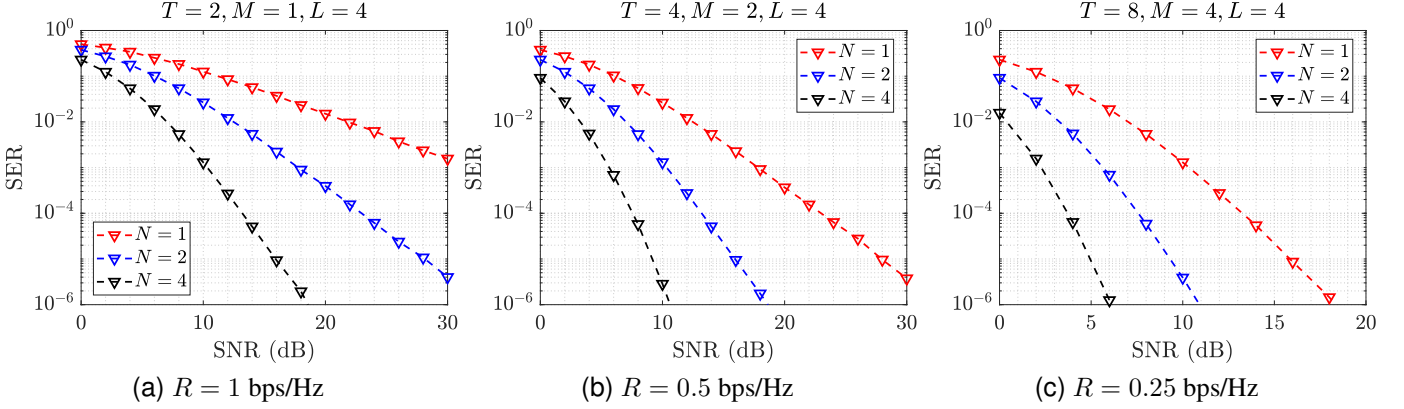 T = 2, M = 1, L = 4
10^0
10^-2
10^-4
10^-6
SER
0
10
20
30
SNR (dB)
N = 1
N = 2
N = 4
(a) R = 1 bps/Hz
T = 4, M = 2, L = 4
10^0
10^-2
10^-4
10^-6
SER
0
10
20
30
SNR (dB)
N = 1
N = 2
N = 4
(b) R = 0.5 bps/Hz
T = 8, M = 4, L = 4
10^0
10^-2
10^-4
10^-6
SER
0
5
10
15
20
SNR (dB)
N = 1
N = 2
N = 4
(c) R = 0.25 bps/Hz